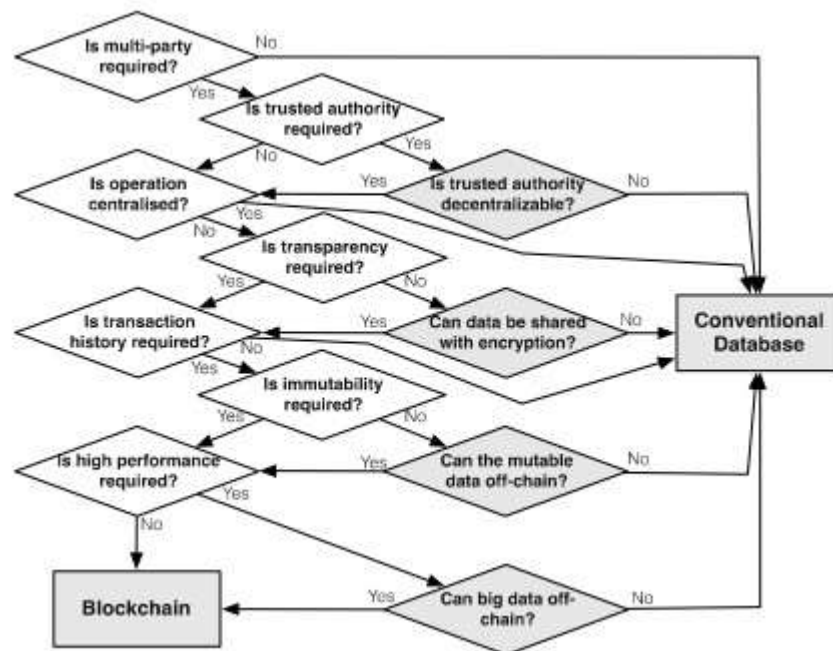 Is multi-party
required?
No
Yes
Is trusted authority
required?
No
Yes
Is operation
centralised?
Yes
Is trusted authority
decentralizable?
No
Yes
No
Is transparency
required?
Yes
No
Is transaction
history required?
Yes
Can data be shared
with encryption?
No
Conventional
Database
No
Yes
Is immutability
required?
Yes
No
Is high performance
required?
Yes
Can the mutable
data off-chain?
No
Yes
No
Blockchain
Yes
Can big data off-
chain?
No